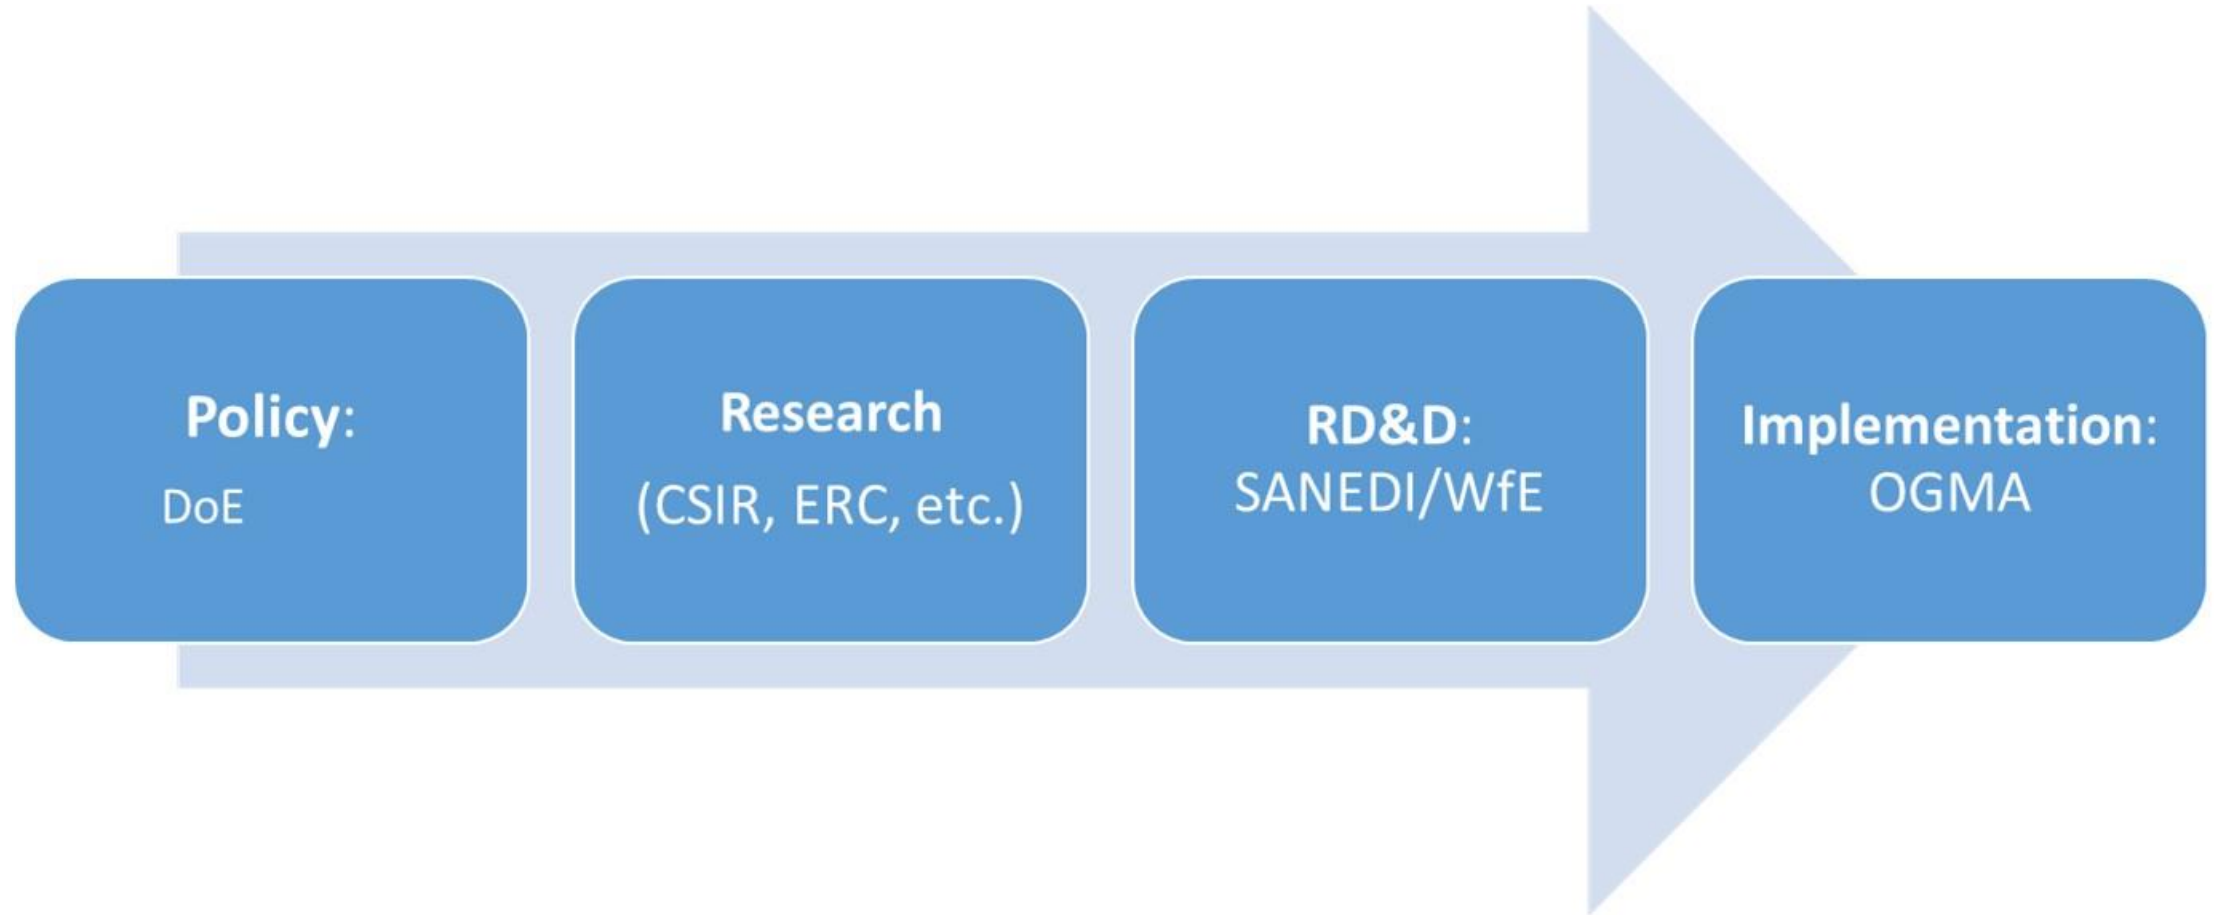 Policy:
DoE
Research
(CSIR, ERC, etc.)
RD&D:
SANEDI/WfE
Implementation:
OGMA